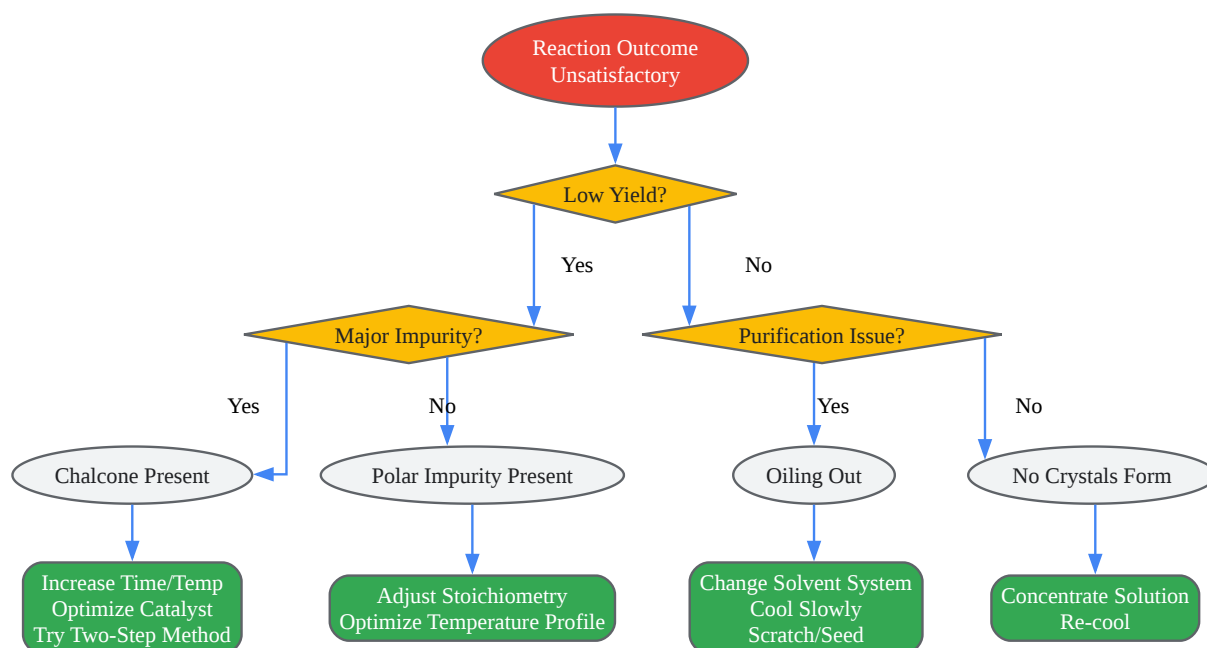 Reaction Outcome
Unsatisfactory
Low Yield?
Yes
No
Major Impurity?
Purification Issue?
Yes
No
Yes
No
Chalcone Present
Polar Impurity Present
Oiling Out
No Crystals Form
Increase Time/Temp
Optimize Catalyst
Try Two-Step Method
Adjust Stoichiometry
Optimize Temperature Profile
Change Solvent System
Cool Slowly
Scratch/Seed
Concentrate Solution
Re-cool